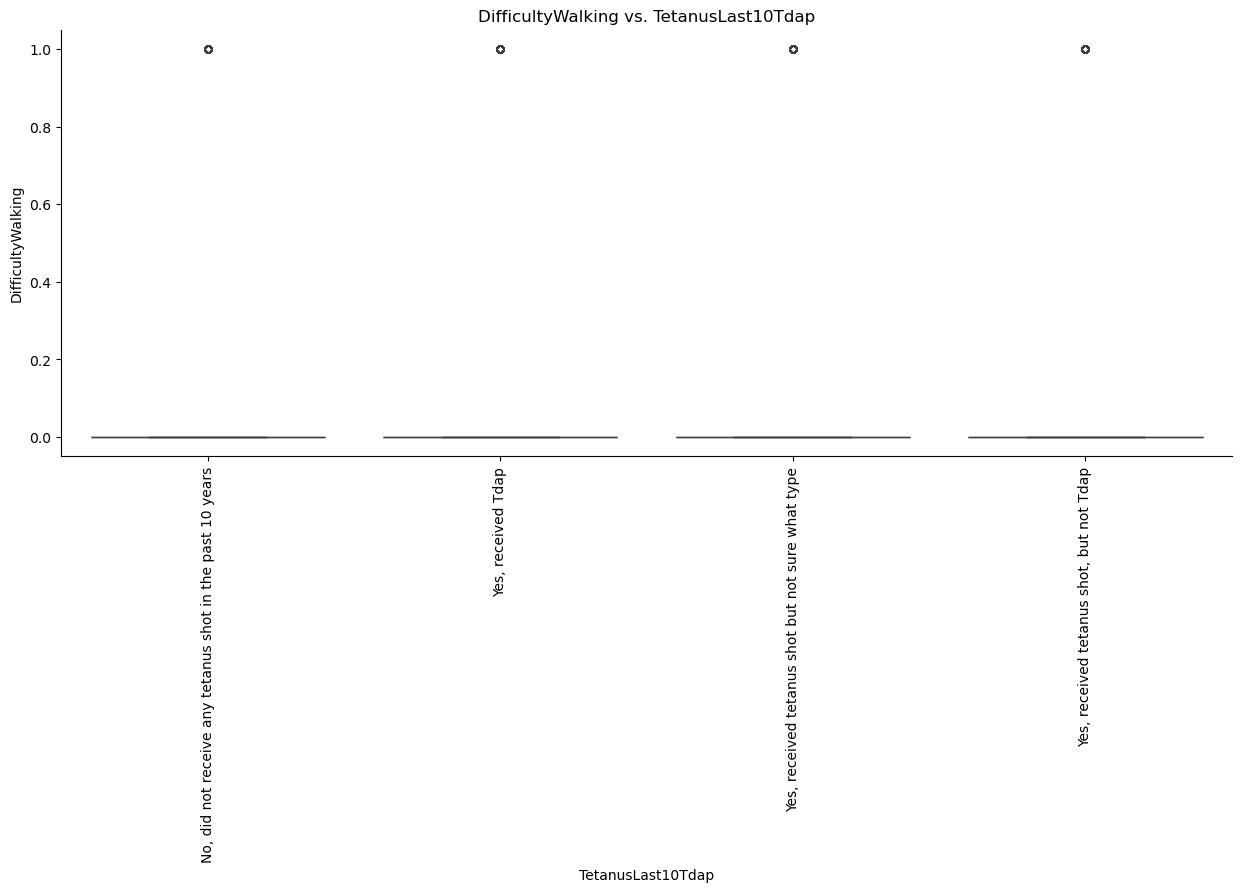 DifficultyWalking vs. TetanusLast10Tdap
1.0
0.8
0.6
0.4
0.2
0.0
DifficultyWalking
No, did not receive any tetanus shot in the past 10 years
Yes, received Tdap
Yes, received tetanus shot but not sure what type
Yes, received tetanus shot, but not Tdap
TetanusLast10Tdap